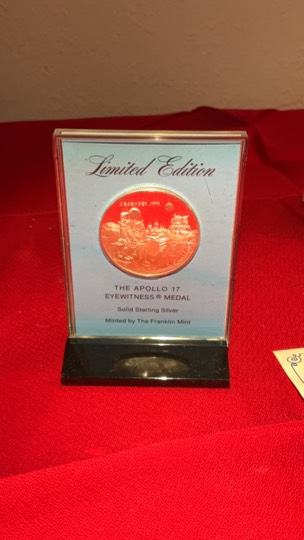 Limited Edition
THE APOLLO 17
EYEWITNESS ® MEDAL
Solid Sterling Silver
Minted by The Franklin Mint